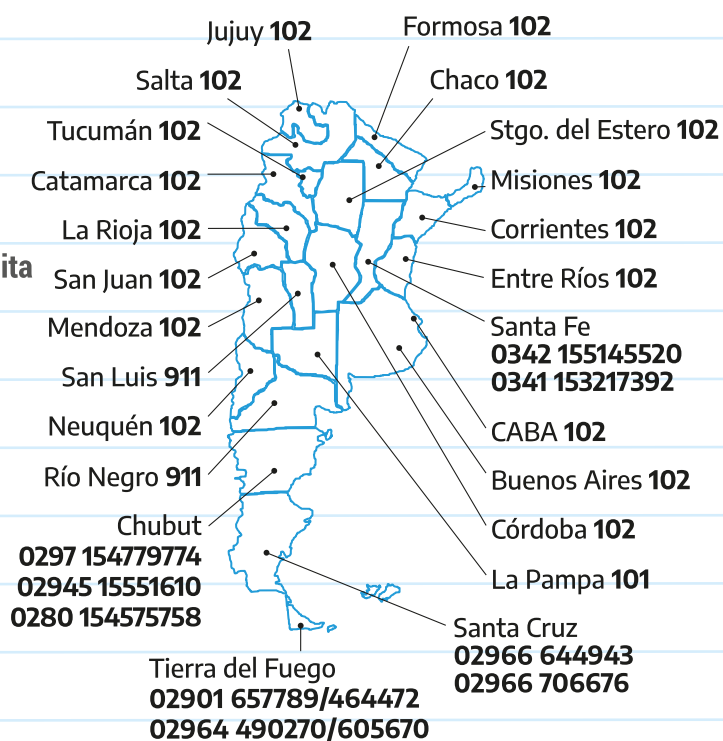 Jujuy 102
Formosa 102
Salta 102
Chaco 102
Tucumán 102
Stgo. del Estero 102
Catamarca 102
Misiones 102
La Rioja 102
Corrientes 102
ita
San Juan 102
Entre Ríos 102
Mendoza 102
Santa Fe
0342 155145520
0341 153217392
San Luis 911
Neuquén 102
CABA 102
Río Negro 911
Buenos Aires 102
Chubut
0297 154779774
02945 15551610
0280 154575758
Córdoba 102
La Pampa 101
Santa Cruz
02966 644943
02966 706676
Tierra del Fuego
02901 657789/464472
02964 490270/605670